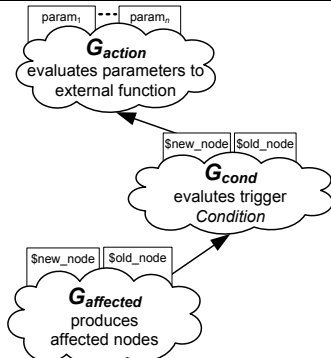 param1 param n
Gaction
evaluates parameters to
external function
$new_node $old_node
Gcond
evalutes trigger
Condition
$new_node $old_node
Gaffected
produces
affected nodes